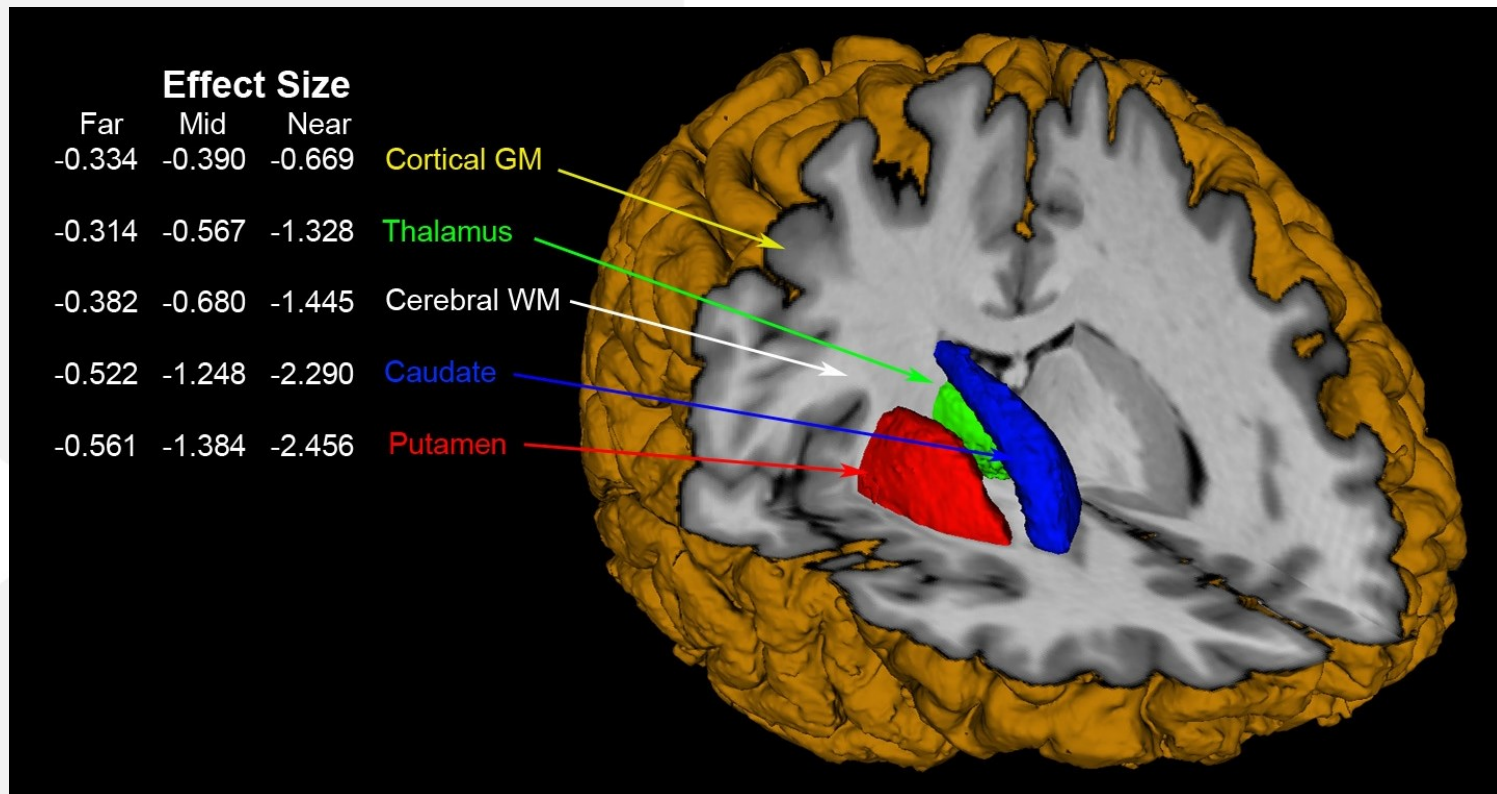 Effect Size
Far Mid Near
-0.334 -0.390 -0.669 Cortical GM
-0.314 -0.567 -1.328 Thalamus
-0.382 -0.680 -1.445 Cerebral WM
-0.522 -1.248 -2.290 Caudate
-0.561 -1.384 -2.456 Putamen